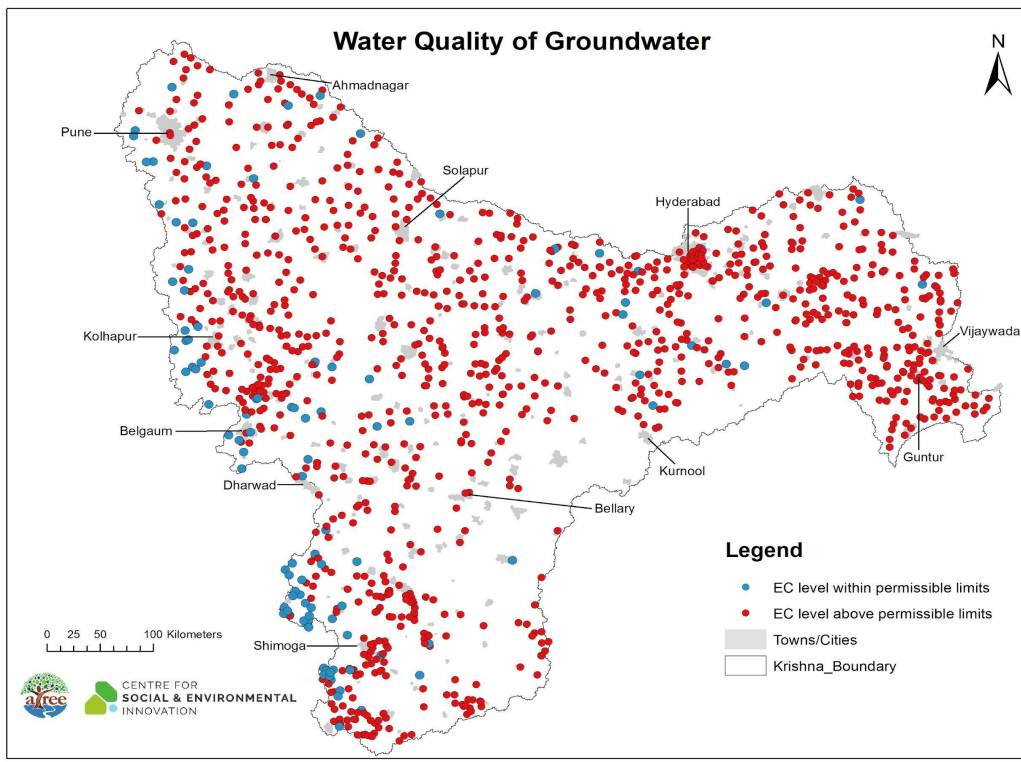 Water Quality of Groundwater
N
Ahmadnagar
Pune
Solapur
Hyderabad
Kolhapur
Vijaywada
Belgaum
Guntur
Kurnool
Dharwad
Bellary
Shimoga
Legend
EC level within permissible limits
EC level above permissible limits
Towns/Cities
Krishna_Boundary
0 25 50 100 Kilometers
atree
CENTRE FOR
SOCIAL & ENVIRONMENTAL
INNOVATION